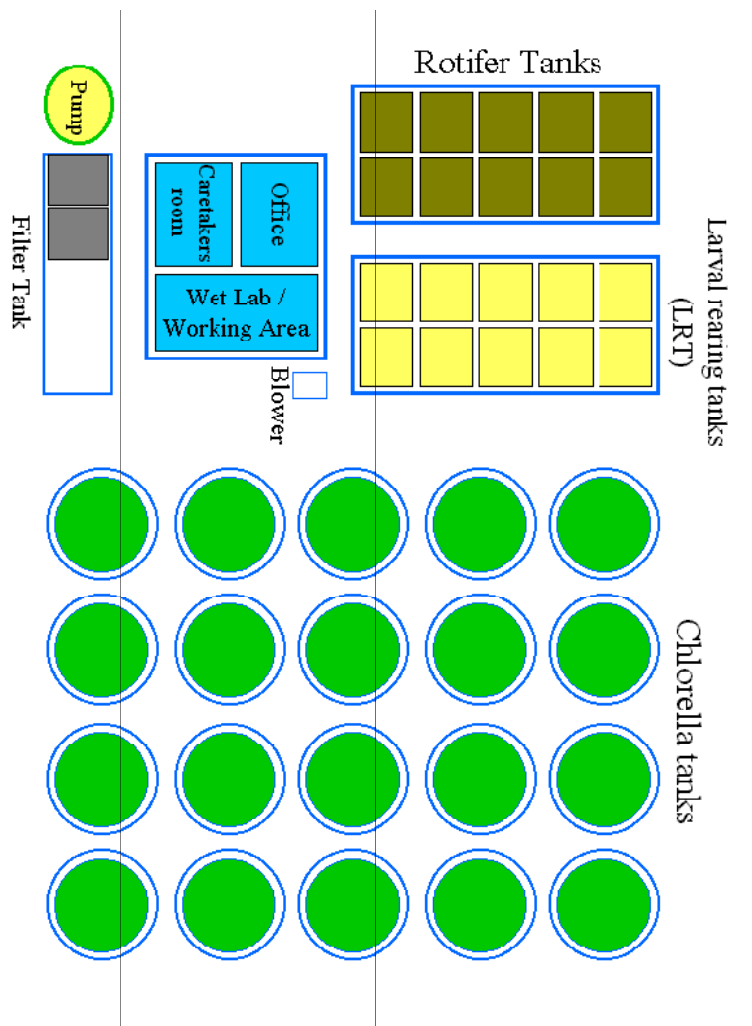 Rotifer Tanks
Pump
Caretakers
room
Office
Wet Lab /
Working Area
Filter Tank
Blower
Larval rearing tanks
(LRT)
Chlorella tanks